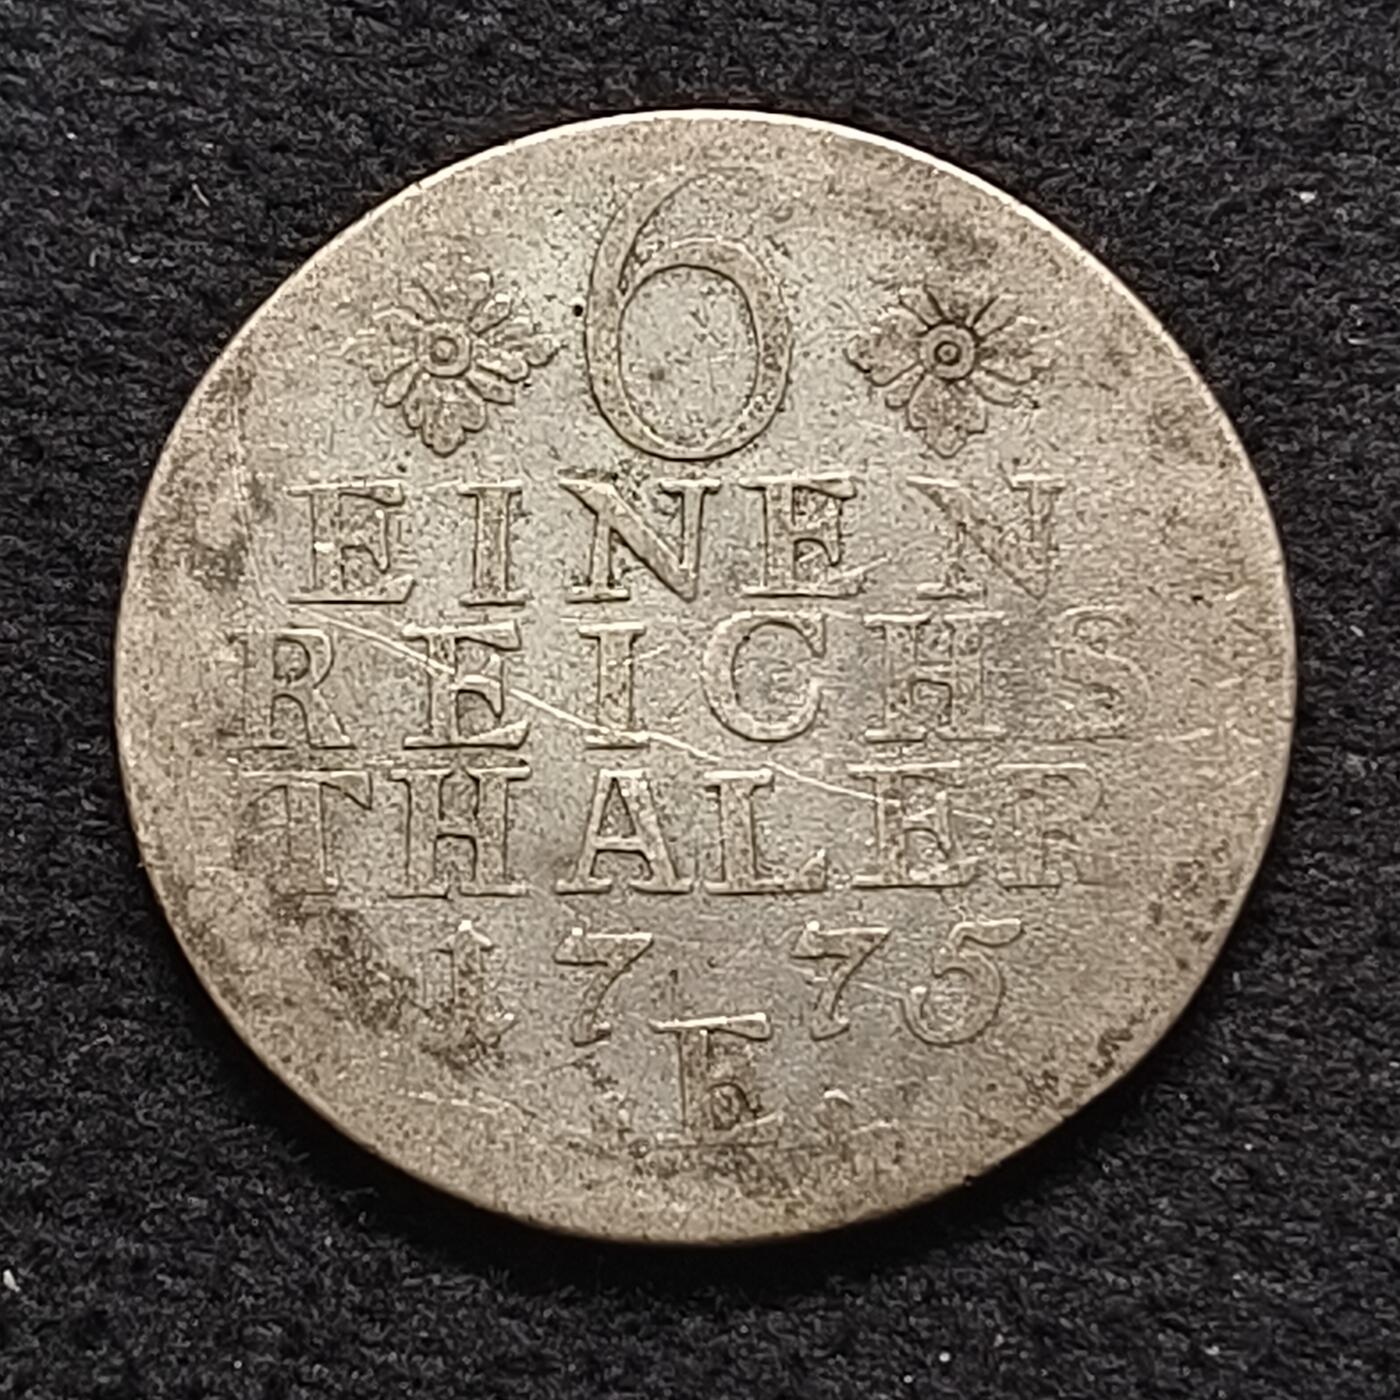 6
EINEN
REICHS
THALER
1775
E